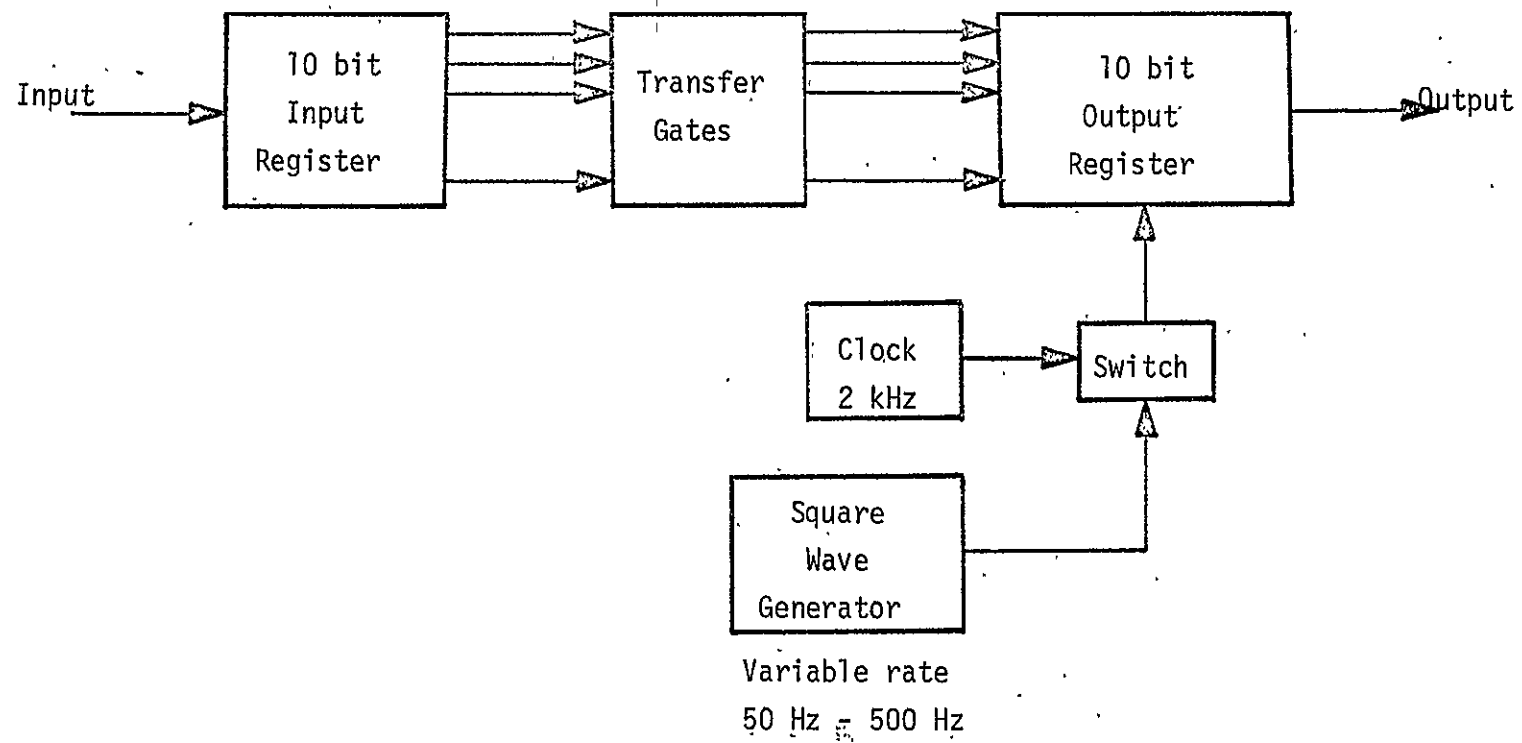 Input
10 bit
Input
Register
Transfer
Gates
10 bit
Output
Register
Output
Clock
2 kHz
Switch
Square
Wave
Generator
Variable rate
50 Hz - 500 Hz